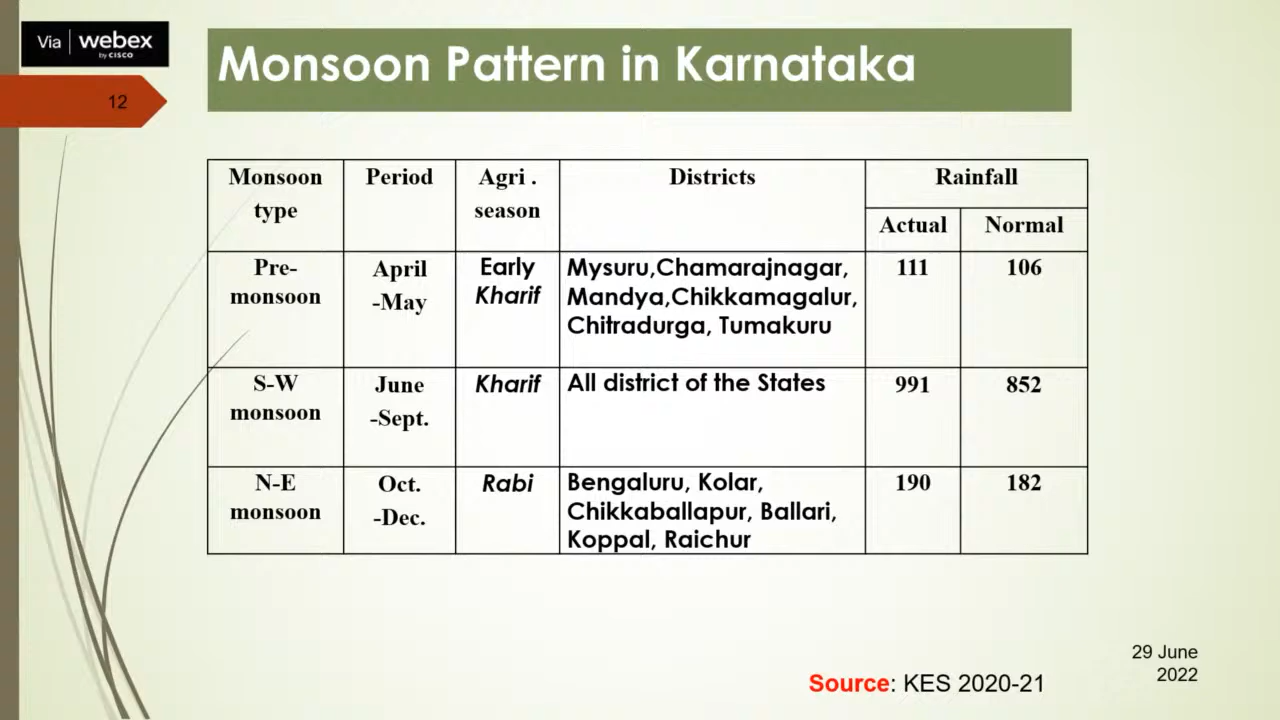 Via webex
by CISCO
Monsoon Pattern in Karnataka
12
Monsoon type Period Agri . season Districts Rainfall
Actual Normal
Pre-monsoon April -May Early Kharif Mysuru,Chamarajnagar, Mandya,Chikkamagalur, Chitradurga, Tumakuru 111 106
S-W monsoon June -Sept. Kharif All district of the States 991 852
N-E monsoon Oct. -Dec. Rabi Bengaluru, Kolar, Chikkaballapur, Ballari, Koppal, Raichur 190 182
29 June
2022
Source: KES 2020-21